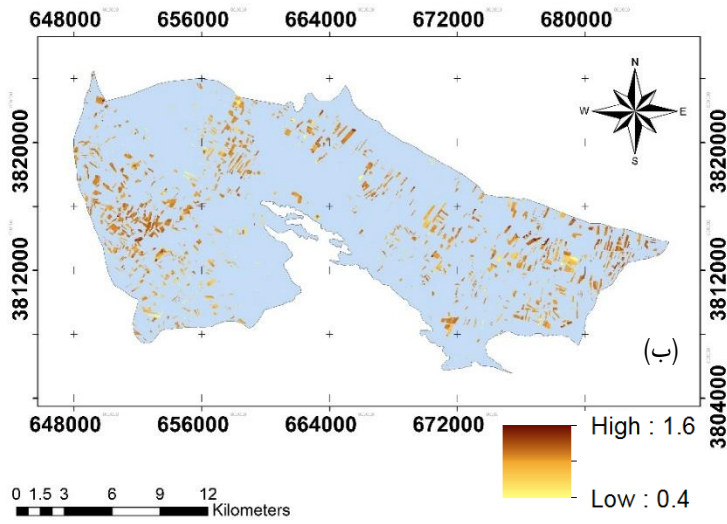 648000 656000 664000 672000 680000
N
W E
S
3820000 3820000
3812000 3812000
(ب)
3804000 3804000
648000 656000 664000 672000
High : 1.6
Low : 0.4
0 1.5 3 6 9 12
Kilometers